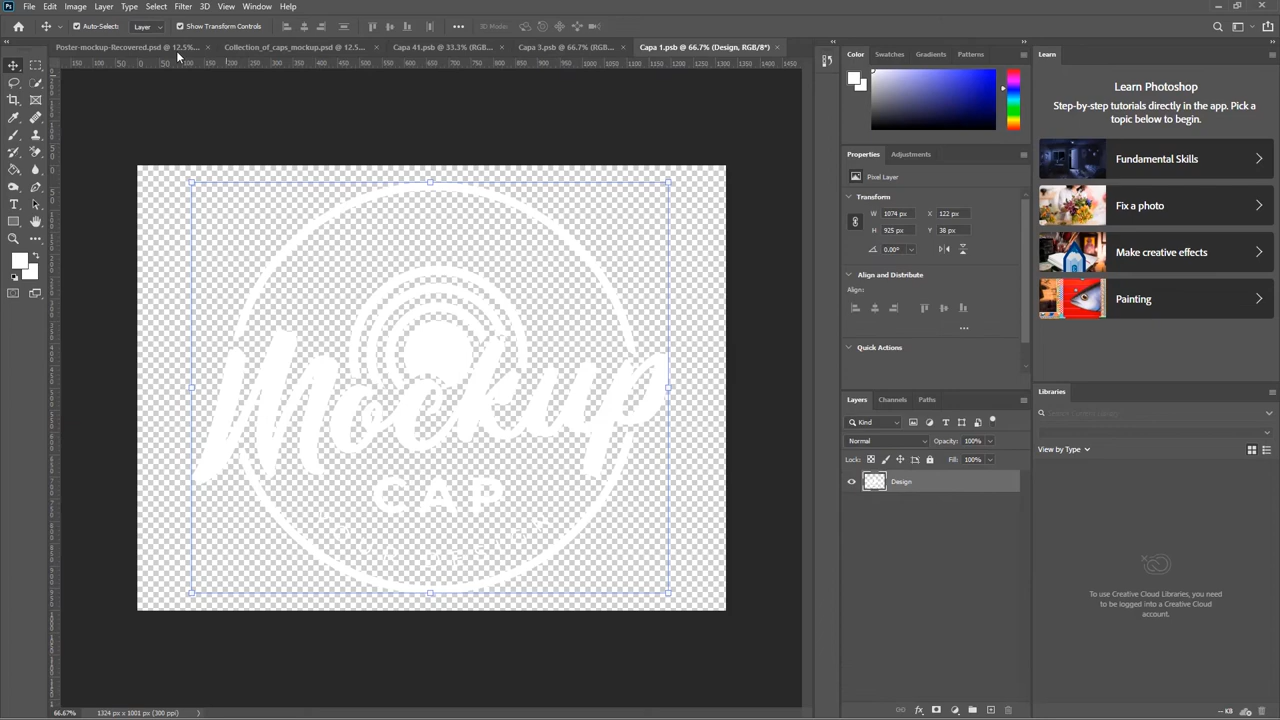 Ps File Edit Image Layer Type Select Filter 3D View Window Help
Auto-Select: Layer Show Transform Controls 3D Mode:
Poster-mockup-Recovered.psd @ 12.5%... × Collection_of_caps_mockup.psd @ 12.5... × Capa 41.psb @ 33.3% (RGB... × Capa 3.psb @ 66.7% (RGB... × Capa 1.psb @ 66.7% (Design, RGB/8*) ×
Color Swatches Gradients Patterns
Learn
Learn Photoshop
Step-by-step tutorials directly in the app. Pick a
topic below to begin.
Fundamental Skills
Fix a photo
Make creative effects
Painting
Properties Adjustments
Pixel Layer
Transform
W 1074 px X 122 px
H 925 px Y 38 px
0.00°
Align and Distribute
Align:
Quick Actions
Mockup
CAP
Layers Channels Paths
Kind
Normal Opacity: 100%
Lock: Fill: 100%
Design
Libraries
View by Type
To use Creative Cloud Libraries, you need
to be logged into a Creative Cloud
account.
66.67% 1324 px x 1001 px (300 ppi)
-- KB